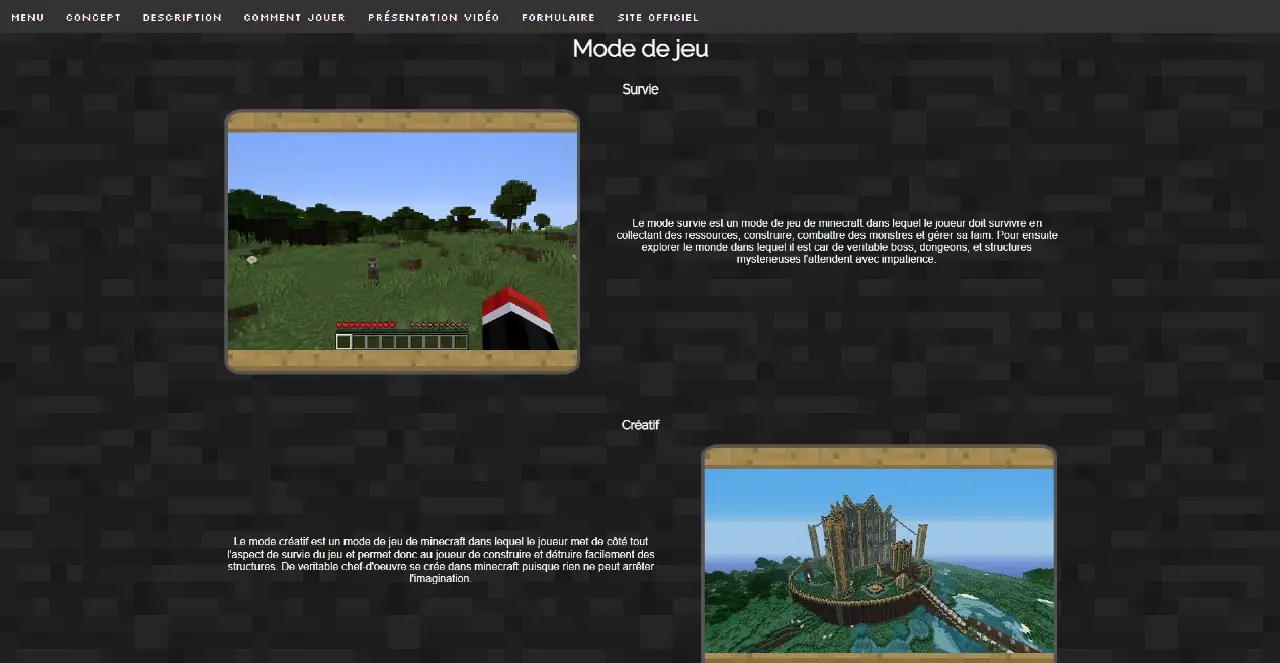 MENU CONCEPT DESCRIPTION COMMENT JOUER PRÉSENTATION VIDÉO FORMULAIRE SITE OFFICIEL
Mode de jeu
Survie
Le mode survie est un mode de jeu de minecraft dans lequel le joueur doit survivre en
collectant des ressources, construire, combattre des monstres et gérer sa faim. Pour ensuite
explorer le monde dans lequel il est car de veritable boss, dongeons, et structures
mysterieuses l'attendent avec impatience.
Créatif
Le mode créatif est un mode de jeu de minecraft dans lequel le joueur met de côté tout
l'aspect de survie du jeu et permet donc au joueur de construire et détruire facilement des
structures. De veritable chef-d'oeuvre se crée dans minecraft puisque rien ne peut arrêter
l'imagination.